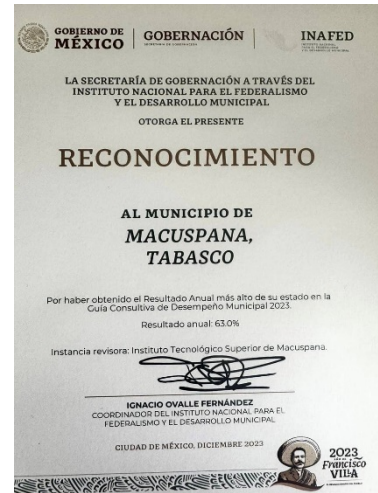 GOBIERNO DE
MÉXICO
GOBERNACIÓN
SECRETARÍA DE GOBERNACIÓN
INAFED
LA SECRETARÍA DE GOBERNACIÓN A TRAVÉS DEL
INSTITUTO NACIONAL PARA EL FEDERALISMO
Y EL DESARROLLO MUNICIPAL
OTORGA EL PRESENTE
RECONOCIMIENTO
AL MUNICIPIO DE
MACUSPANA,
TABASCO
Por haber obtenido el Resultado Anual más alto de su estado en la
Guía Consultiva de Desempeño Municipal 2023.
Resultado anual: 63.0%
Instancia revisora: Instituto Tecnológico Superior de Macuspana.
IGNACIO OVALLE FERNÁNDEZ
COORDINADOR DEL INSTITUTO NACIONAL PARA EL
FEDERALISMO Y EL DESARROLLO MUNICIPAL
CIUDAD DE MÉXICO, DICIEMBRE 2023
2023
Francisco
VILLA